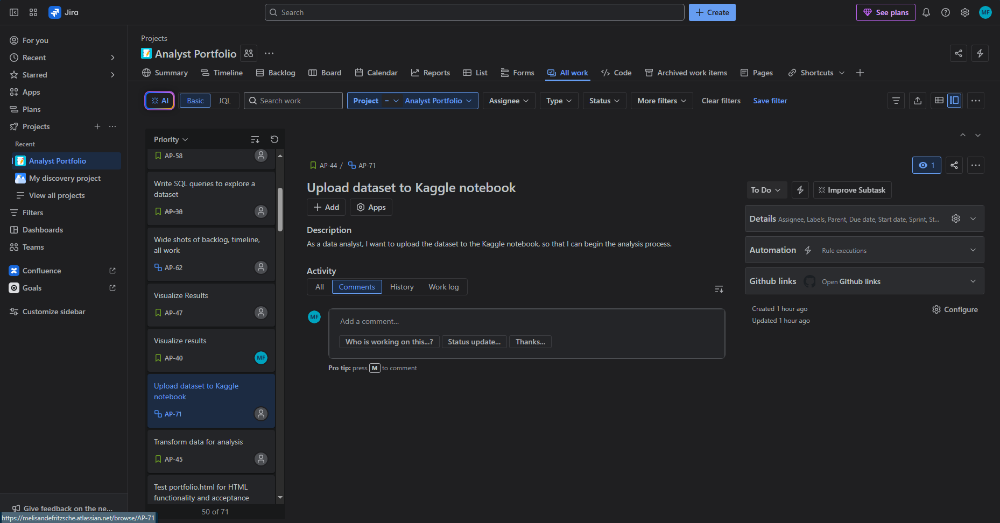 Jira
Search
Create
See plans
MF
For you
Recent
Starred
Apps
Plans
Projects
Recent
Analyst Portfolio
My discovery project
View all projects
Filters
Dashboards
Teams
Confluence
Goals
Customize sidebar
Give feedback on the ne...
https://melisandefritzsche.atlassian.net/browse/AP-71
Projects
Analyst Portfolio
Summary
Timeline
Backlog
Board
Calendar
Reports
List
Forms
All work
Code
Archived work items
Pages
Shortcuts
AI
Basic
JQL
Search work
Project = Analyst Portfolio
Assignee
Type
Status
More filters
Clear filters
Save filter
Priority
AP-58
Write SQL queries to explore a
dataset
AP-38
Wide shots of backlog, timeline,
all work
AP-62
Visualize Results
AP-47
Visualize results
AP-40
MF
Upload dataset to Kaggle
notebook
AP-71
Transform data for analysis
AP-45
Test portfolio.html for HTML
functionality and acceptance
50 of 71
AP-44 / AP-71
1
Upload dataset to Kaggle notebook
Add
Apps
Description
As a data analyst, I want to upload the dataset to the Kaggle notebook, so that I can begin the analysis process.
Activity
All
Comments
History
Work log
MF
Add a comment...
Who is working on this...?
Status update...
Thanks...
Pro tip: press M to comment
To Do
Improve Subtask
Details Assignee, Labels, Parent, Due date, Start date, Sprint, St...
Automation Rule executions
Github links Open Github links
Created 1 hour ago
Updated 1 hour ago
Configure